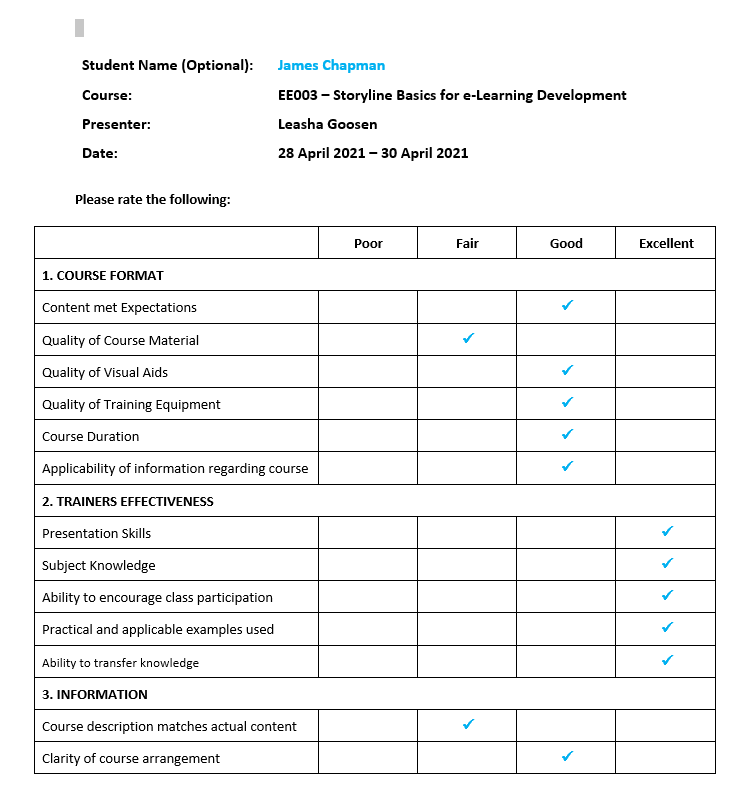 Student Name (Optional): James Chapman
Course: EE003 – Storyline Basics for e-Learning Development
Presenter: Leasha Goosen
Date: 28 April 2021 – 30 April 2021
Please rate the following:
Poor Fair Good Excellent
1. COURSE FORMAT
Content met Expectations ✓
Quality of Course Material ✓
Quality of Visual Aids ✓
Quality of Training Equipment ✓
Course Duration ✓
Applicability of information regarding course ✓
2. TRAINERS EFFECTIVENESS
Presentation Skills ✓
Subject Knowledge ✓
Ability to encourage class participation ✓
Practical and applicable examples used ✓
Ability to transfer knowledge ✓
3. INFORMATION
Course description matches actual content ✓
Clarity of course arrangement ✓